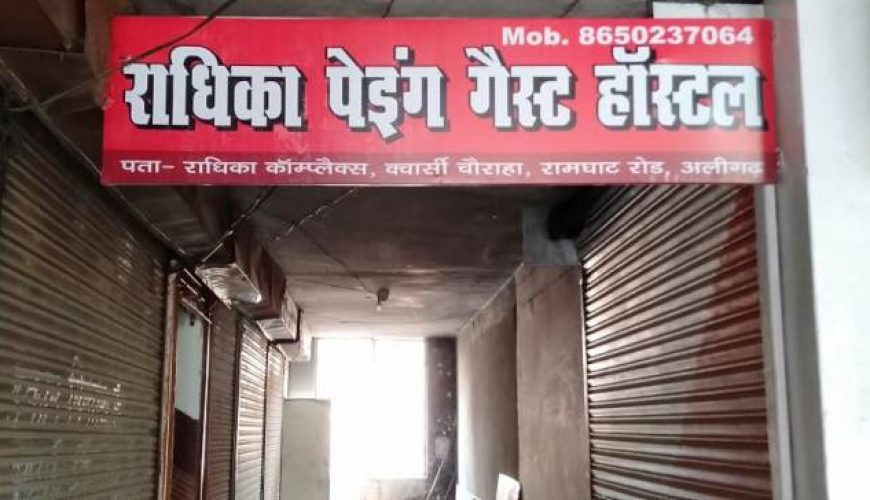 Mob. 8650237064
राधिका पेइंग गैस्ट हॉस्टल
पता- राधिका कॉम्प्लैक्स, क्वार्सी चौराहा, रामघाट रोड, अलीगढ़